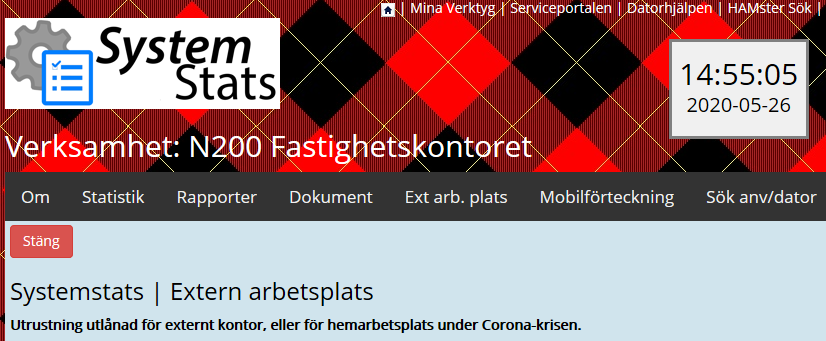 | Mina Verktyg | Serviceportalen | Datorhjälpen | HAMster Sök |
System
Stats
14:55:05
2020-05-26
Verksamhet: N200 Fastighetskontoret
Om Statistik Rapporter Dokument Ext arb. plats Mobilförteckning Sök anv/dator
Stäng
Systemstats | Extern arbetsplats
Utrustning utlånad för externt kontor, eller för hemarbetsplats under Corona-krisen.